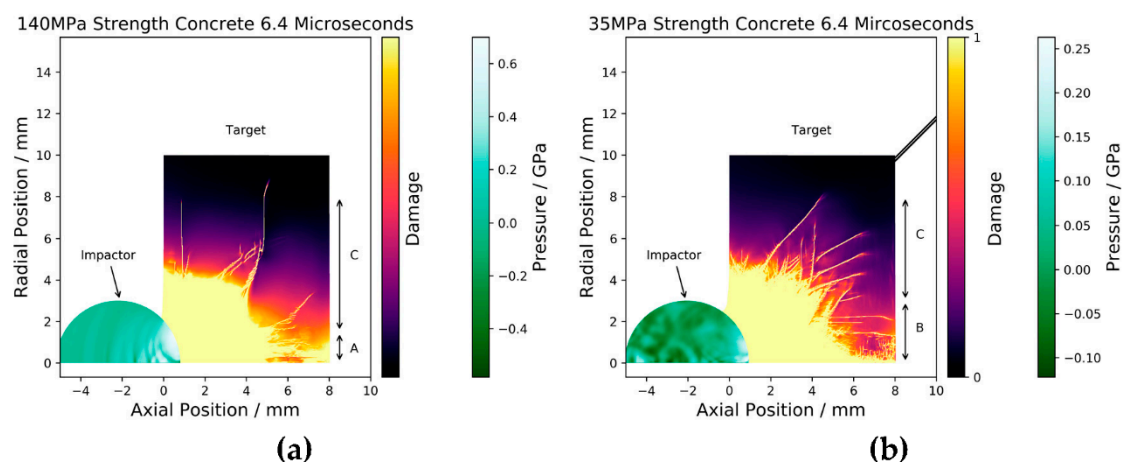 140MPa Strength Concrete 6.4 Microseconds
14
12
10
8
6
4
2
0
Radial Position / mm
Target
Impactor
C
A
−4 −2 0 2 4 6 8 10
Axial Position / mm
Damage
0.6
0.4
0.2
0.0
−0.2
−0.4
Pressure / GPa
(a)
35MPa Strength Concrete 6.4 Mircoseconds
14
12
10
8
6
4
2
0
Radial Position / mm
Target
Impactor
C
B
−4 −2 0 2 4 6 8 10
Axial Position / mm
1
0
Damage
0.25
0.20
0.15
0.10
0.05
0.00
−0.05
−0.10
Pressure / GPa
(b)